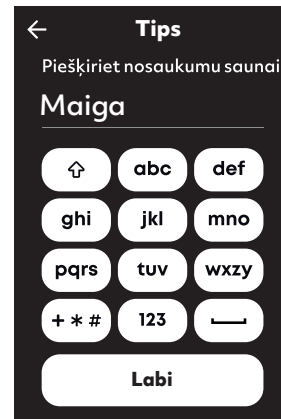 Tips
Piešķiriet nosaukumu saunai
Maiga
abc def
ghi jkl mno
pqrs tuv wxzy
+ * # 123
Labi